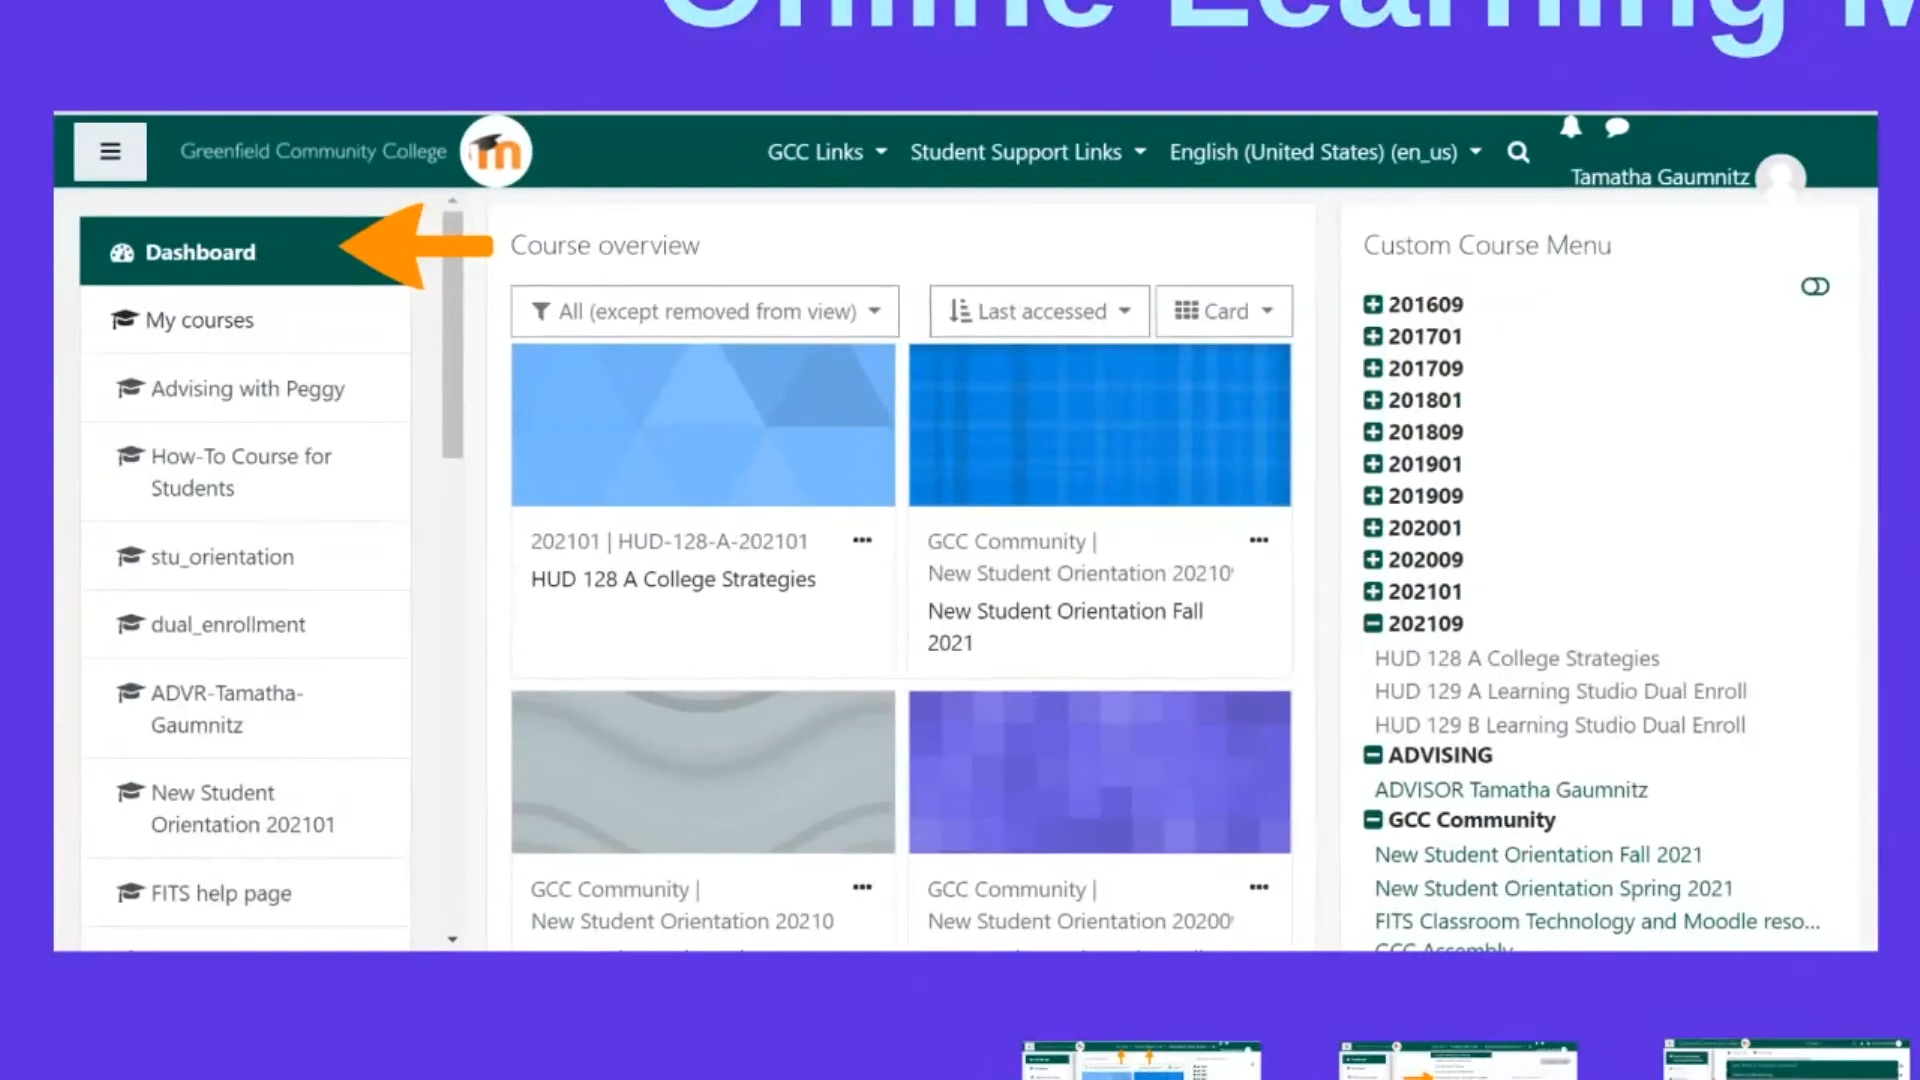 Online Learning M
Greenfield Community College
m
GCC Links
Student Support Links
English (United States) (en_us)
Tamatha Gaumnitz
Dashboard
My courses
Advising with Peggy
How-To Course for
Students
stu_orientation
dual_enrollment
ADVR-Tamatha-
Gaumnitz
New Student
Orientation 202101
FITS help page
Course overview
All (except removed from view)
Last accessed
Card
202101 | HUD-128-A-202101
HUD 128 A College Strategies
GCC Community |
New Student Orientation 20210
New Student Orientation Fall
2021
GCC Community |
New Student Orientation 20210
GCC Community |
New Student Orientation 20200
Custom Course Menu
201609
201701
201709
201801
201809
201901
201909
202001
202009
202101
202109
HUD 128 A College Strategies
HUD 129 A Learning Studio Dual Enroll
HUD 129 B Learning Studio Dual Enroll
ADVISING
ADVISOR Tamatha Gaumnitz
GCC Community
New Student Orientation Fall 2021
New Student Orientation Spring 2021
FITS Classroom Technology and Moodle reso...
GCC Assembly